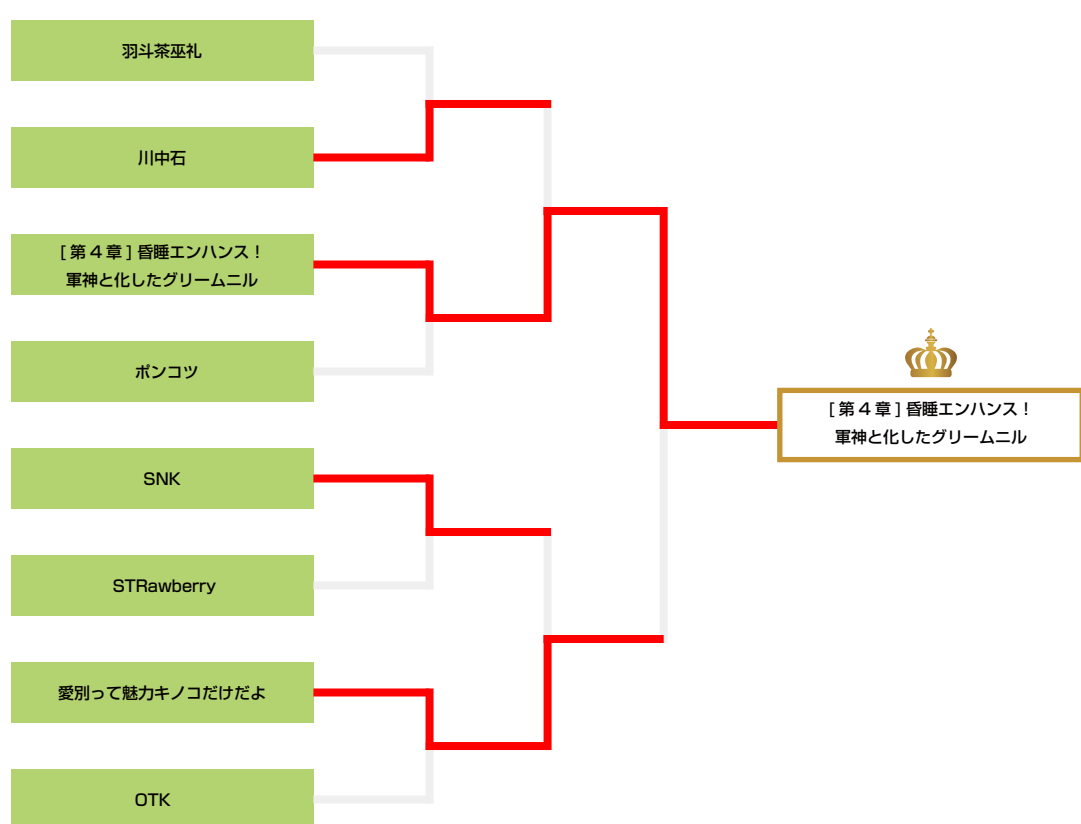 羽斗茶巫礼
川中石
[ 第 4 章 ] 昏睡エンハンス！
軍神と化したグリームニル
ポンコツ
SNK
STRawberry
愛別って魅力キノコだけだよ
OTK
[ 第 4 章 ] 昏睡エンハンス！
軍神と化したグリームニル